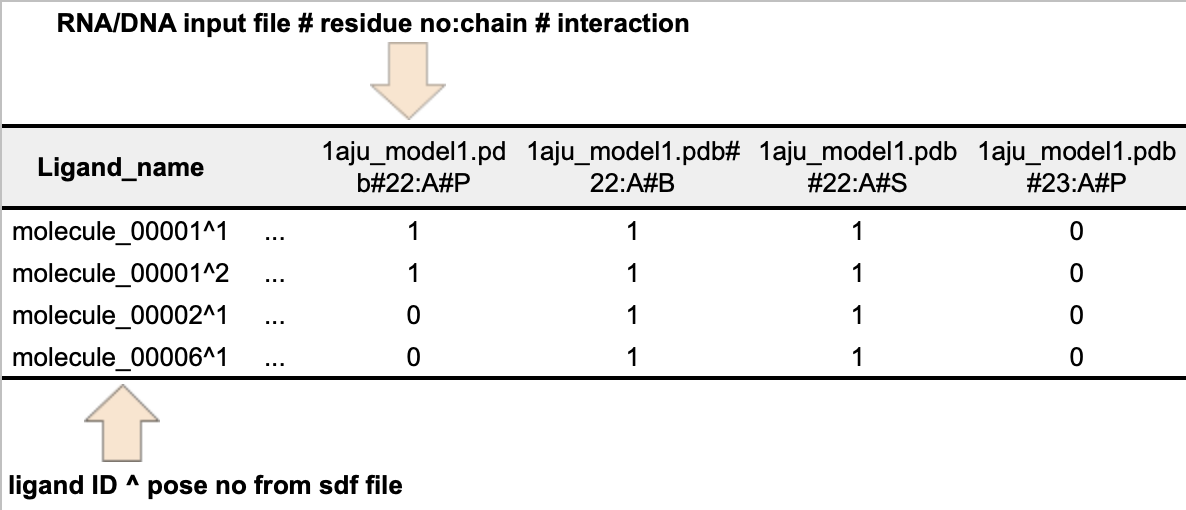 RNA/DNA input file # residue no:chain # interaction
Ligand_name 1aju_model1.pd 1aju_model1.pdb# 1aju_model1.pdb 1aju_model1.pdb
b#22:A#P 22:A#B #22:A#S #23:A#P
molecule_00001^1 ... 1 1 1 0
molecule_00001^2 ... 1 1 1 0
molecule_00002^1 ... 0 1 1 0
molecule_00006^1 ... 0 1 1 0
ligand ID ^ pose no from sdf file